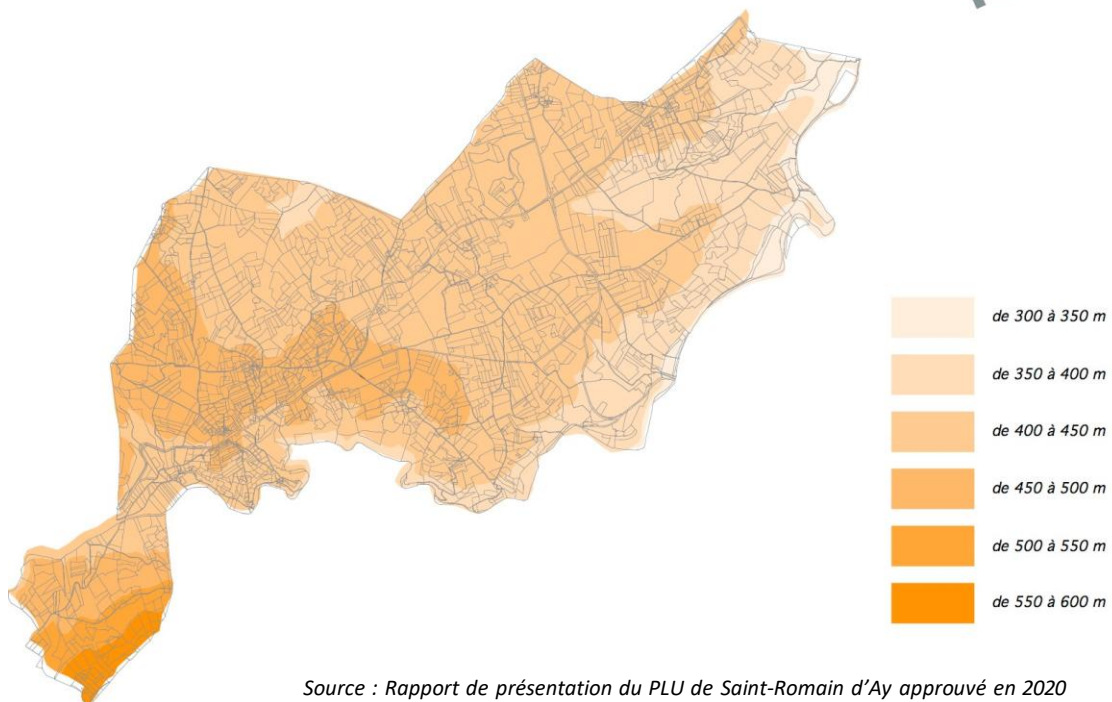 de 300 à 350 m
de 350 à 400 m
de 400 à 450 m
de 450 à 500 m
de 500 à 550 m
de 550 à 600 m
Source : Rapport de présentation du PLU de Saint-Romain d'Ay approuvé en 2020